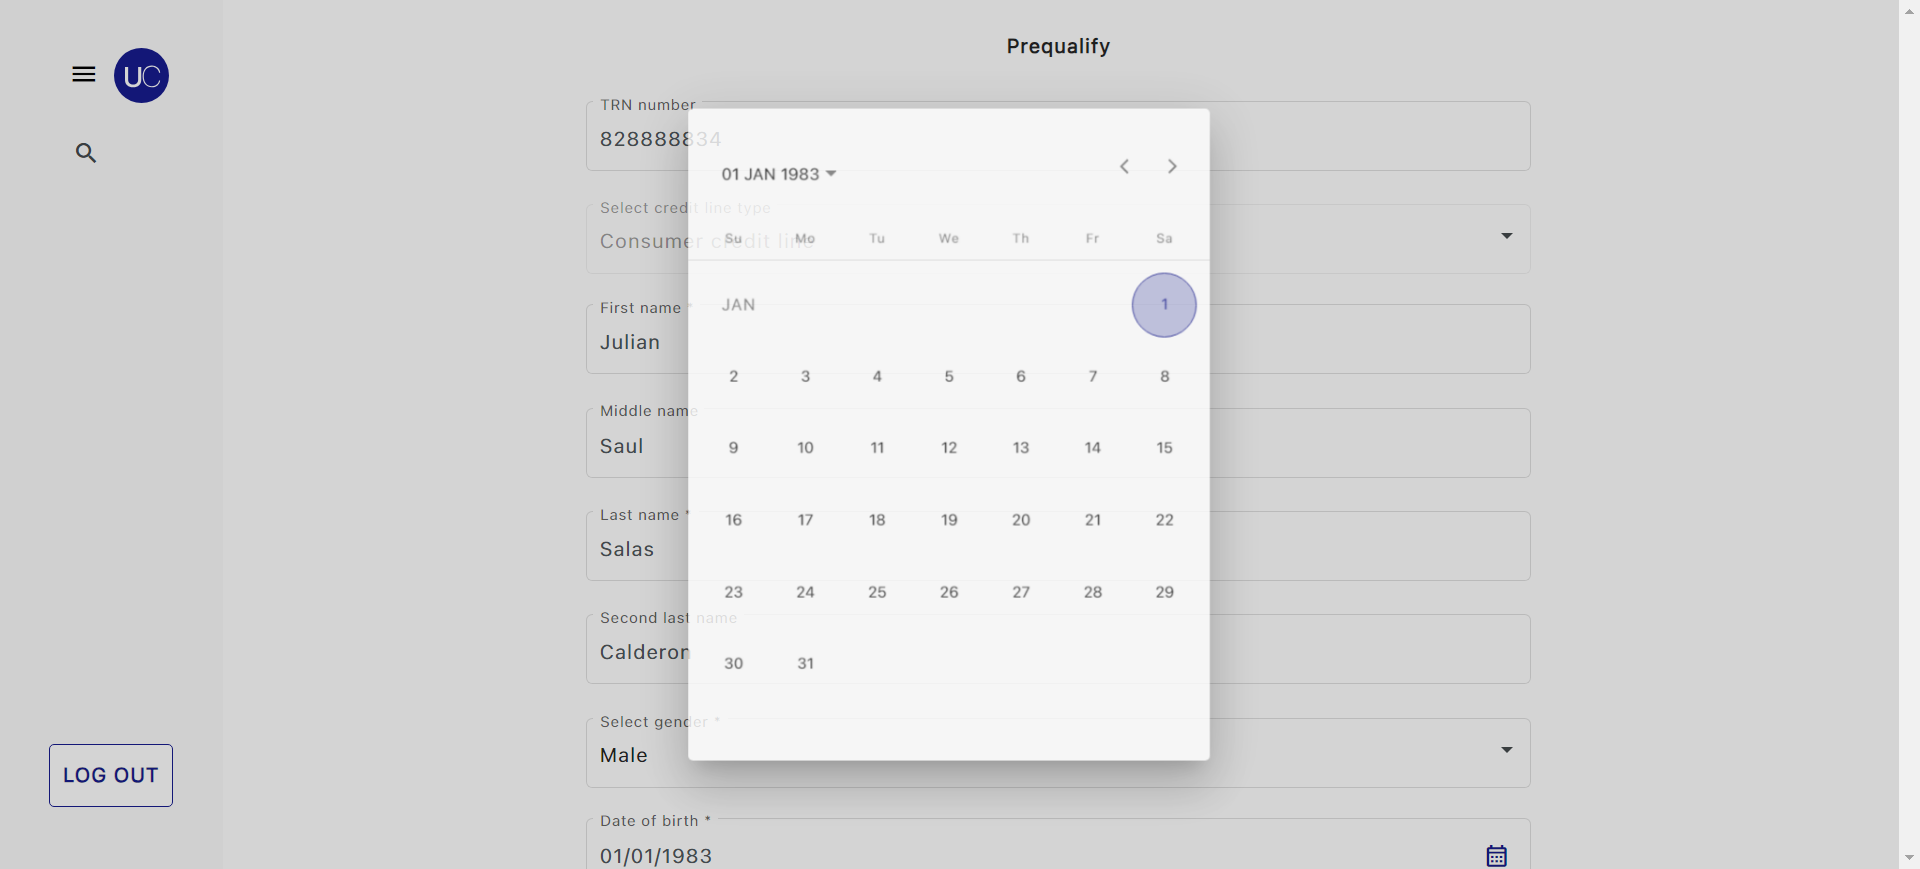 Prequalify
UC
TRN number
828888834
01 JAN 1983
Select credit line type
Consumer credit line
Su Mo Tu We Th Fr Sa
JAN 1
First name *
Julian
2 3 4 5 6 7 8
Middle name
Saul
9 10 11 12 13 14 15
Last name *
Salas
16 17 18 19 20 21 22
23 24 25 26 27 28 29
Second last name
Calderon
30 31
Select gender *
Male
LOG OUT
Date of birth *
01/01/1983